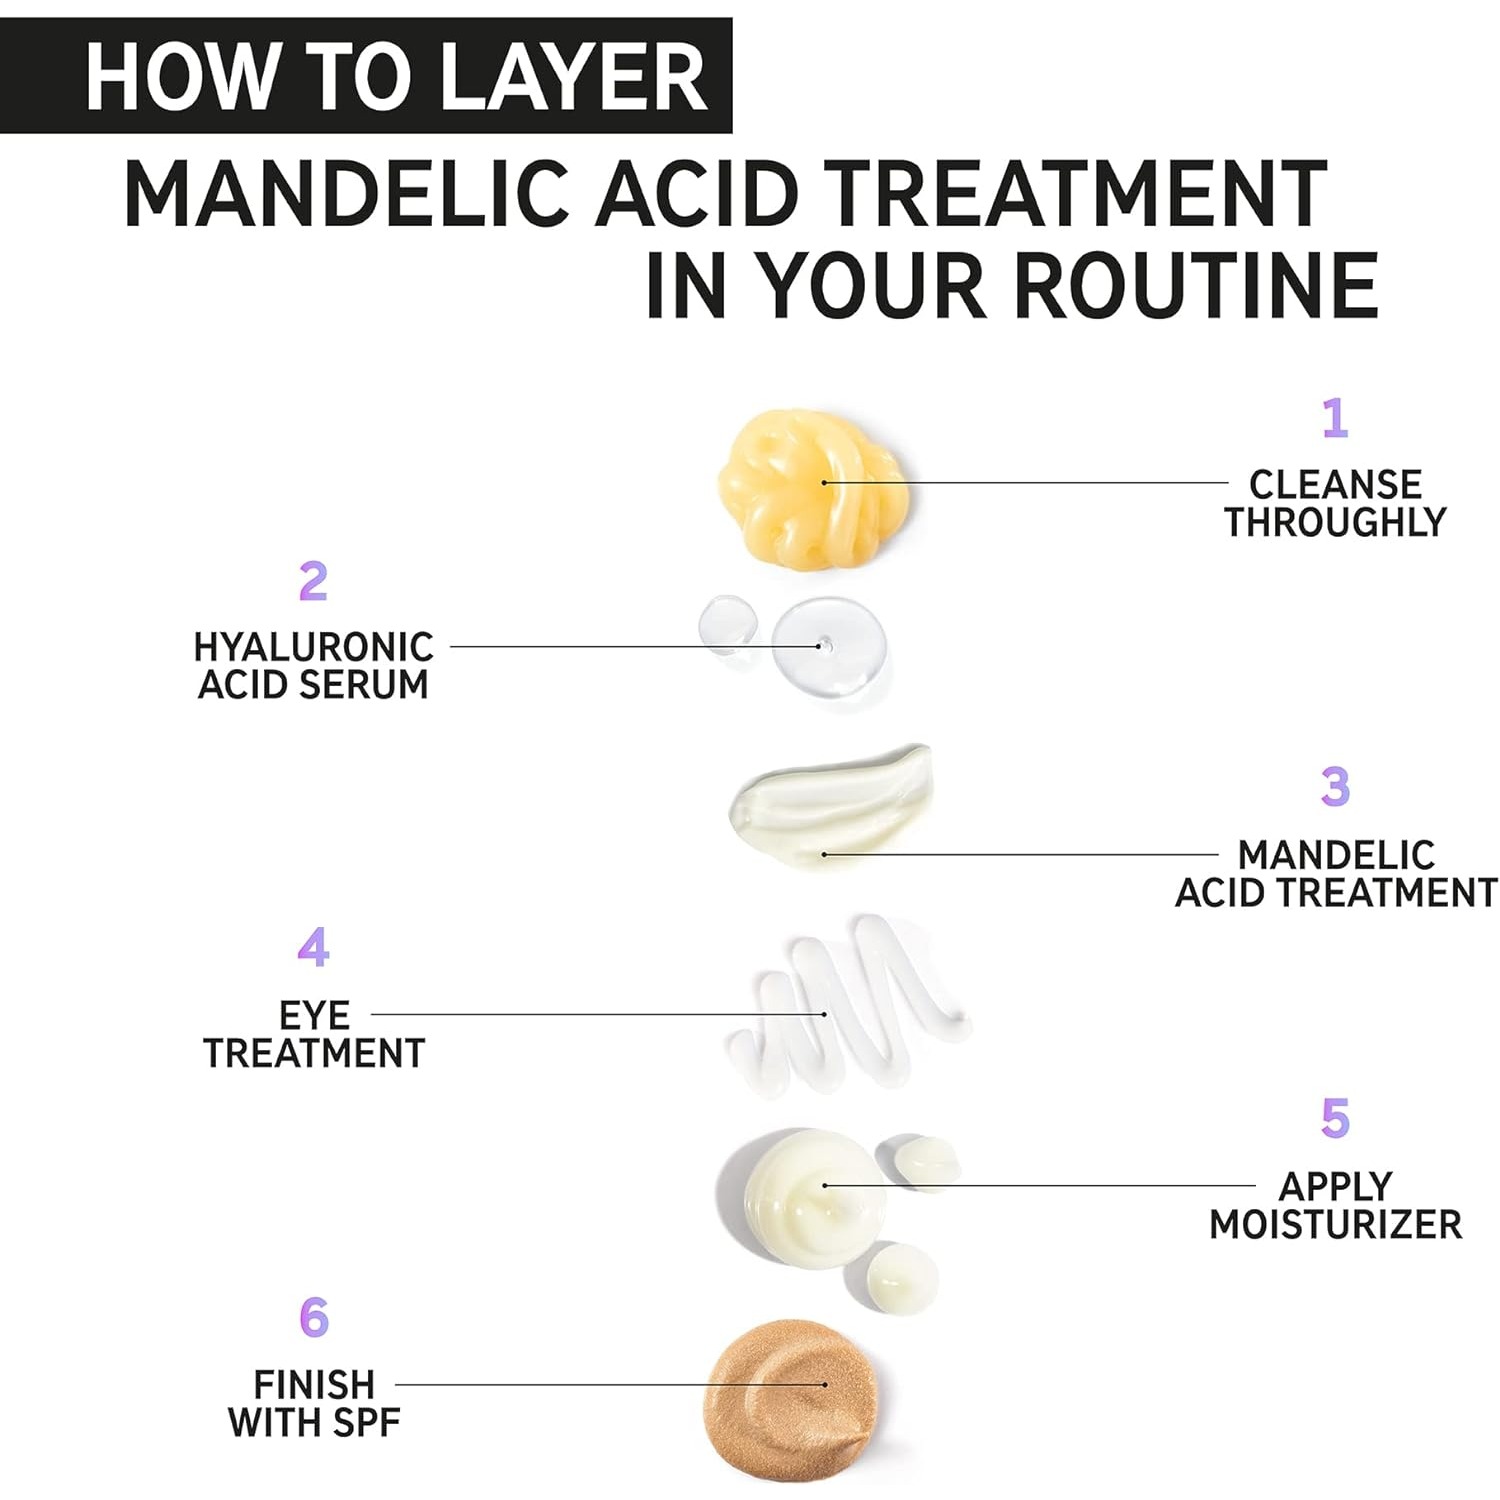 HOW TO LAYER
MANDELIC ACID TREATMENT
IN YOUR ROUTINE
1
CLEANSE
THROUGHLY
2
HYALURONIC
ACID SERUM
3
MANDELIC
ACID TREATMENT
4
EYE
TREATMENT
5
APPLY
MOISTURIZER
6
FINISH
WITH SPF